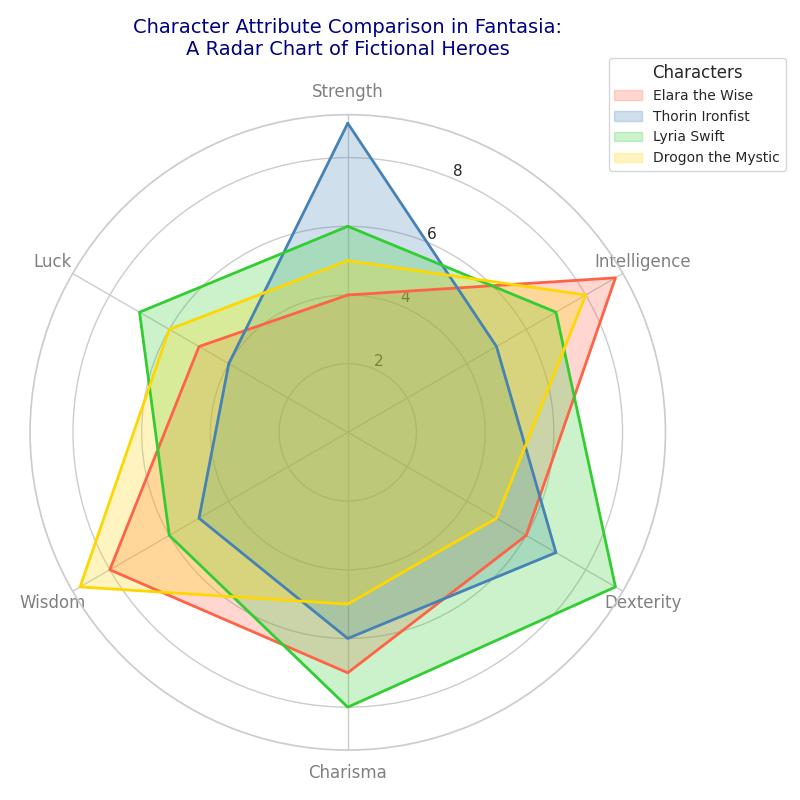 Character Attribute Comparison in Fantasia:
A Radar Chart of Fictional Heroes
Characters
Elara the Wise
Thorin Ironfist
Lyria Swift
Drogon the Mystic
Strength
8
6
Luck
Intelligence
4
2
Wisdom
Dexterity
Charisma